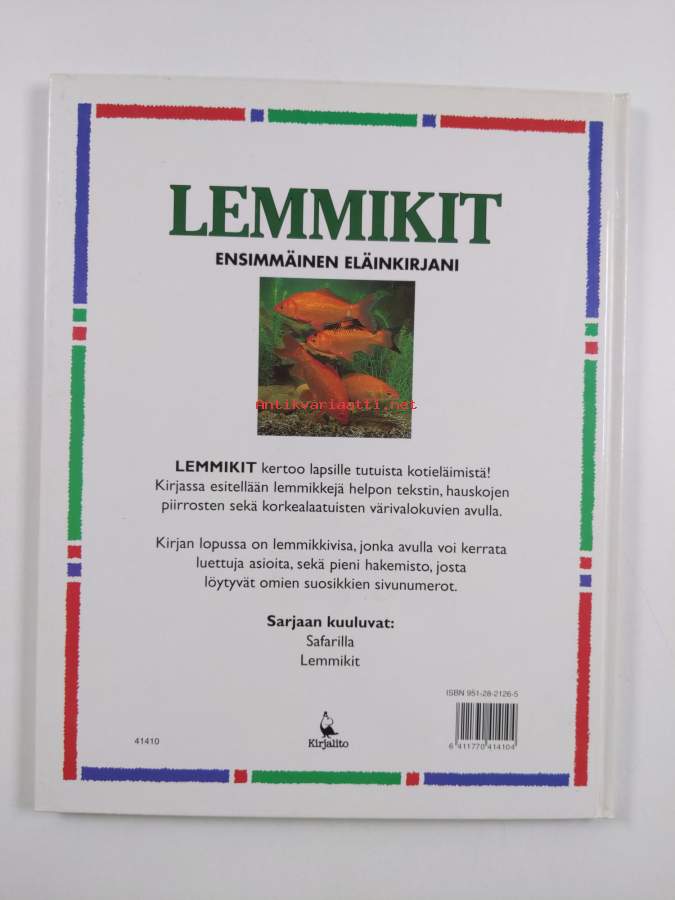 LEMMIKIT
ENSIMMÄINEN ELÄINKIRJANI
Antikvariaatti.net
LEMMIKIT kertoo lapsille tutuista kotieläimistä!
Kirjassa esitellään lemmikkejä helpon tekstin, hauskojen
piirrosten sekä korkealaatuisten värivalokuvien avulla.
Kirjan lopussa on lemmikkivisa, jonka avulla voi kerrata
luettuja asioita, sekä pieni hakemisto, josta
löytyvät omien suosikkien sivunumerot.
Sarjaan kuuluvat:
Safarilla
Lemmikit
ISBN 951-28-2126-5
6 411770 414104
41410
Kirjalito